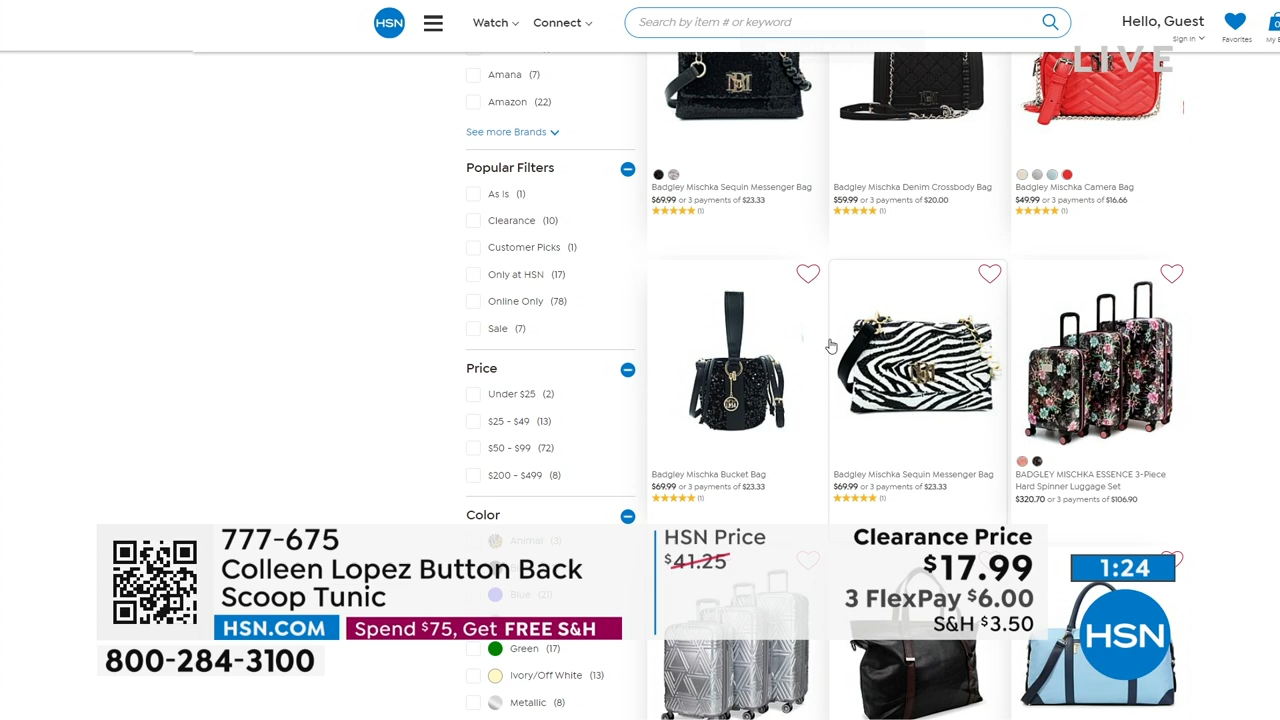 HSN
Watch
Connect
Search by item # or keyword
Hello, Guest
Sign In
Favorites
LIVE
Amana (7)
Amazon (22)
See more Brands
Popular Filters
As Is (1)
Clearance (10)
Customer Picks (1)
Only at HSN (17)
Online Only (78)
Sale (7)
Price
Under $25 (2)
$25 - $49 (13)
$50 - $99 (72)
$200 - $499 (8)
Color
Animal (3)
Blue (21)
Green (17)
Ivory/Off White (13)
Metallic (8)
Badgley Mischka Sequin Messenger Bag
$69.99 or 3 payments of $23.33
(1)
Badgley Mischka Denim Crossbody Bag
$59.99 or 3 payments of $20.00
(1)
Badgley Mischka Camera Bag
$49.99 or 3 payments of $16.66
(1)
Badgley Mischka Bucket Bag
$69.99 or 3 payments of $23.33
(1)
Badgley Mischka Sequin Messenger Bag
$69.99 or 3 payments of $23.33
(1)
BADGLEY MISCHKA ESSENCE 3-Piece
Hard Spinner Luggage Set
$320.70 or 3 payments of $106.90
777-675
Colleen Lopez Button Back
Scoop Tunic
HSN.COM
Spend $75, Get FREE S&H
800-284-3100
HSN Price
$41.25
Clearance Price
$17.99
3 FlexPay $6.00
S&H $3.50
1:24
HSN